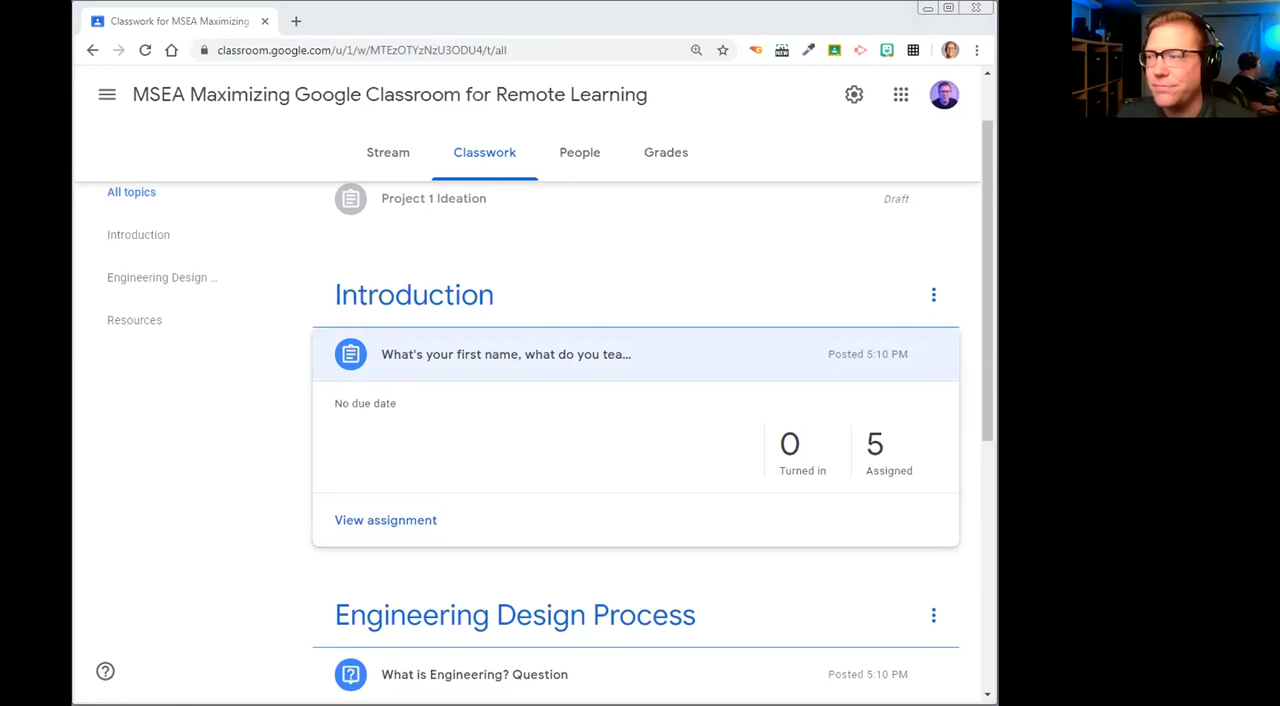 Classwork for MSEA Maximizing
classroom.google.com/u/1/w/MTEzOTYzNzU3ODU4/t/all
NEW
MSEA Maximizing Google Classroom for Remote Learning
Stream Classwork People Grades
All topics
Introduction
Engineering Design ...
Resources
Project 1 Ideation Draft
Introduction
What's your first name, what do you tea... Posted 5:10 PM
No due date
0 5
Turned in Assigned
View assignment
Engineering Design Process
What is Engineering? Question Posted 5:10 PM